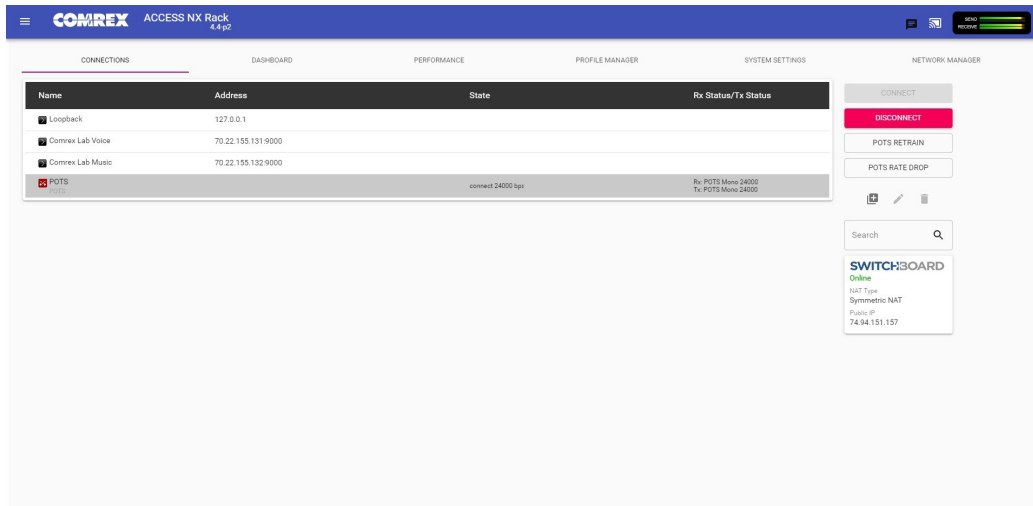 COMREX ACCESS NX Rack
4.4-p2
SEND
RECEIVE
CONNECTIONS DASHBOARD PERFORMANCE PROFILE MANAGER SYSTEM SETTINGS NETWORK MANAGER
Name Address State Rx Status/Tx Status
Loopback 127.0.0.1
Comrex Lab Voice 70.22.155.131:9000
Comrex Lab Music 70.22.155.132:9000
POTS connect 24000 bps Rx: POTS Mono 24000
POTS Tx: POTS Mono 24000
CONNECT
DISCONNECT
POTS RETRAIN
POTS RATE DROP
Search
SWITCHBOARD
Online
NAT Type
Symmetric NAT
Public IP
74.94.151.157